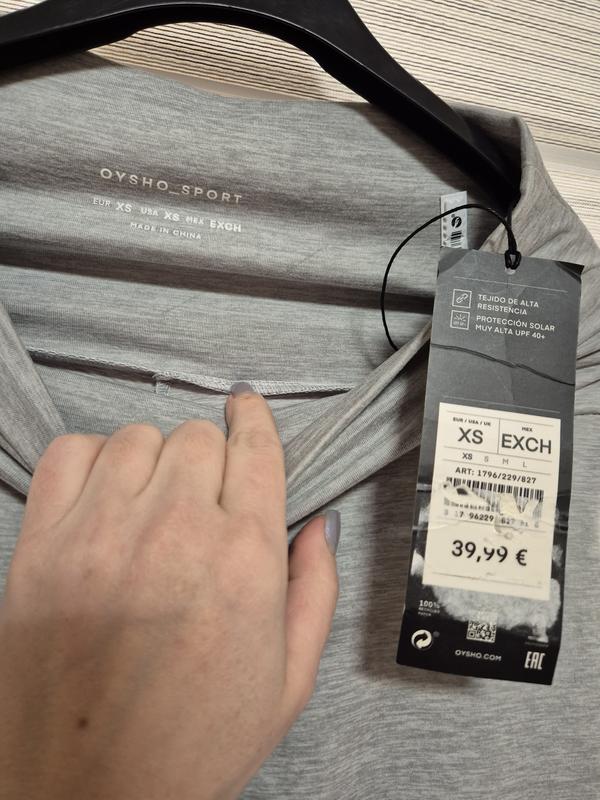 OYSHO_SPORT
EUR XS USA XS MEX EXCH
MADE IN CHINA
TEJIDO DE ALTA
RESISTENCIA
PROTECCIÓN SOLAR
MUY ALTA UPF 40+
EUR / USA / UK
MEX
XS
EXCH
XS S M L
ART: 1796/229/827
39,99 €
100%
OYSHO.COM
EAC